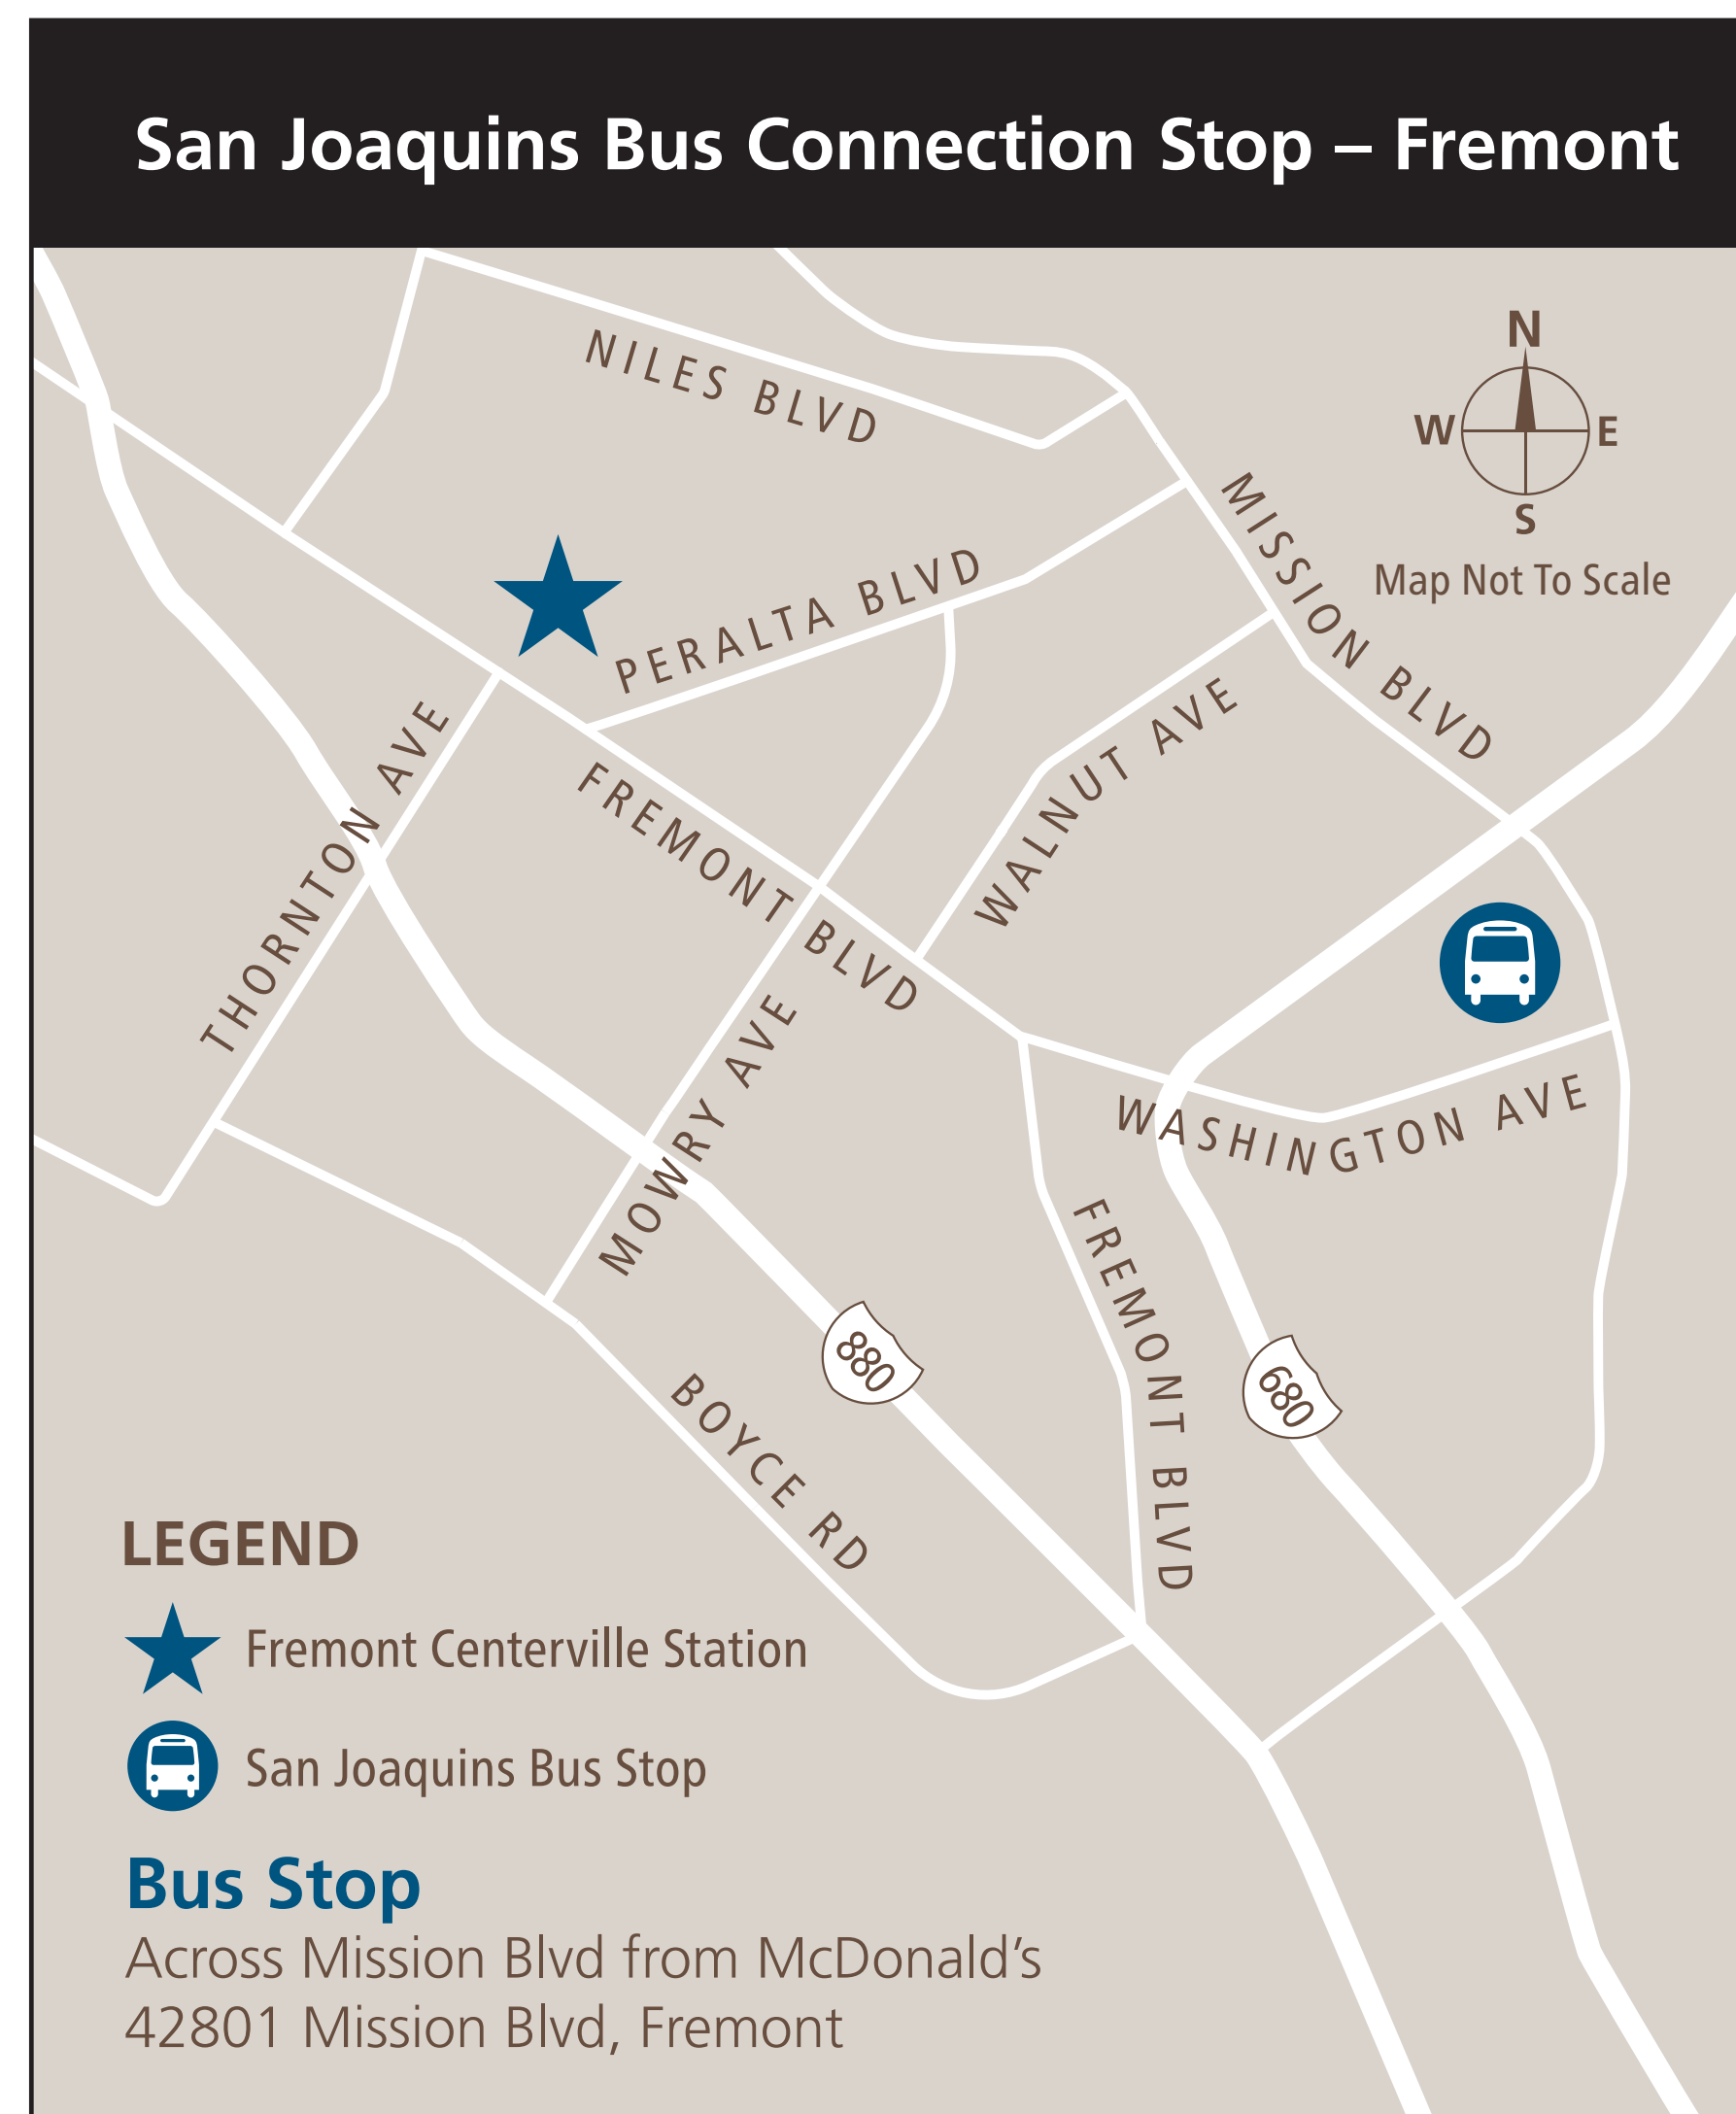 San Joaquins Bus Connection Stop – Fremont
NILES BLVD
N
W
E
S
Map Not To Scale
MISSION BLVD
PERALTA BLVD
THORNTON AVE
FREMONT BLVD
WALNUT AVE
MOWRY AVE
WASHINGTON AVE
FREMONT BLVD
880
680
BOYCE RD
LEGEND
Fremont Centerville Station
San Joaquins Bus Stop
Bus Stop
Across Mission Blvd from McDonald’s
42801 Mission Blvd, Fremont